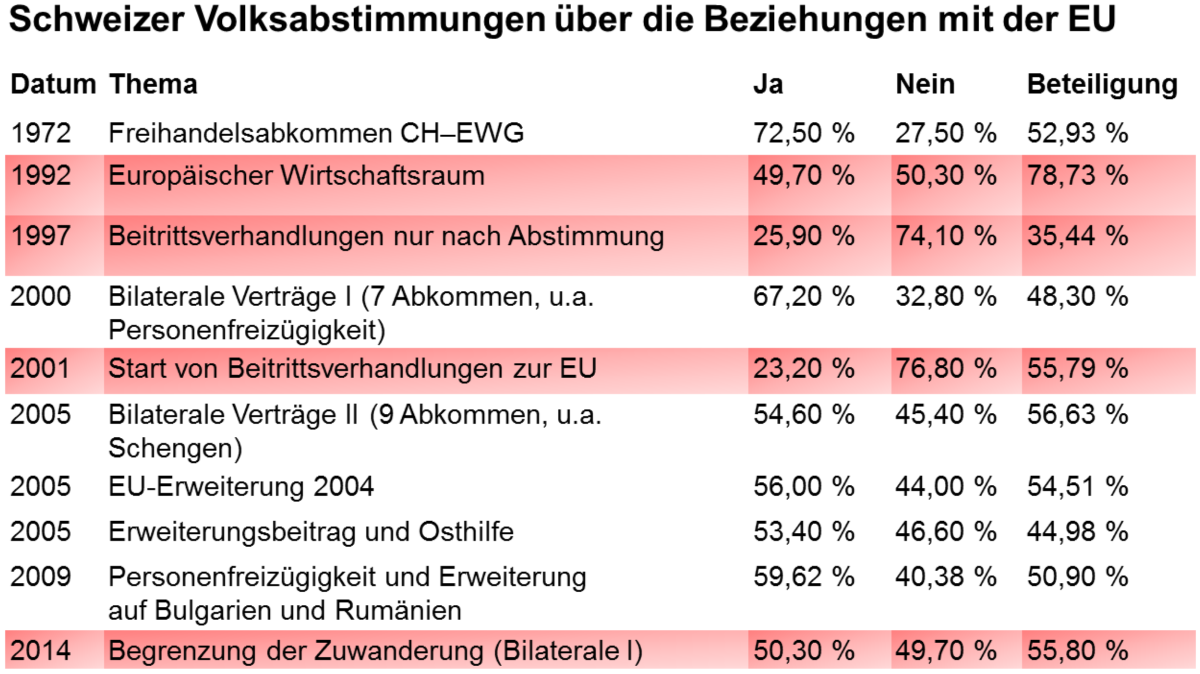 Schweizer Volksabstimmungen über die Beziehungen mit der EU
Datum Thema Ja Nein Beteiligung
1972 Freihandelsabkommen CH–EWG 72,50 % 27,50 % 52,93 %
1992 Europäischer Wirtschaftsraum 49,70 % 50,30 % 78,73 %
1997 Beitrittsverhandlungen nur nach Abstimmung 25,90 % 74,10 % 35,44 %
2000 Bilaterale Verträge I (7 Abkommen, u.a. 67,20 % 32,80 % 48,30 %
Personenfreizügigkeit)
2001 Start von Beitrittsverhandlungen zur EU 23,20 % 76,80 % 55,79 %
2005 Bilaterale Verträge II (9 Abkommen, u.a. 54,60 % 45,40 % 56,63 %
Schengen)
2005 EU-Erweiterung 2004 56,00 % 44,00 % 54,51 %
2005 Erweiterungsbeitrag und Osthilfe 53,40 % 46,60 % 44,98 %
2009 Personenfreizügigkeit und Erweiterung 59,62 % 40,38 % 50,90 %
auf Bulgarien und Rumänien
2014 Begrenzung der Zuwanderung (Bilaterale I) 50,30 % 49,70 % 55,80 %